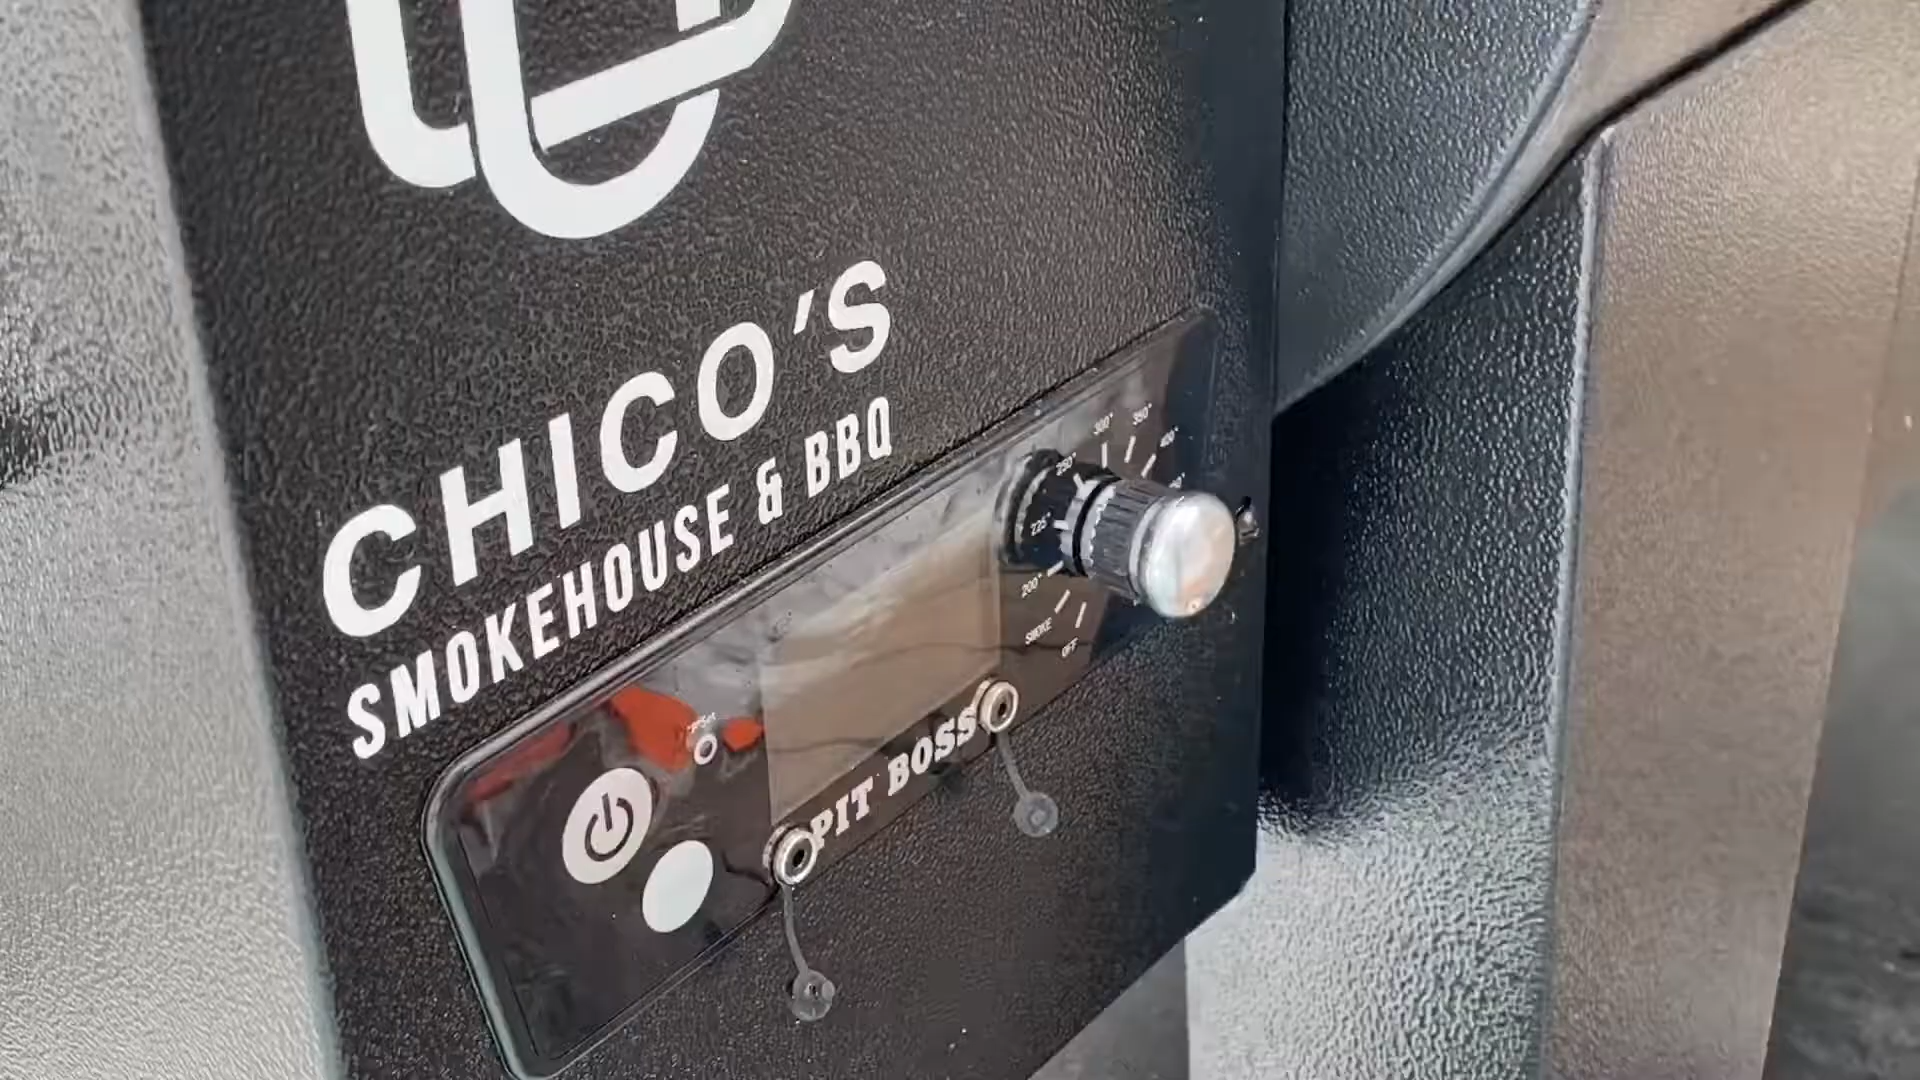 CHICO'S
SMOKEHOUSE & BBQ
300°
350°
400°
250°
225°
200°
SMOKE
OFF
PIT BOSS